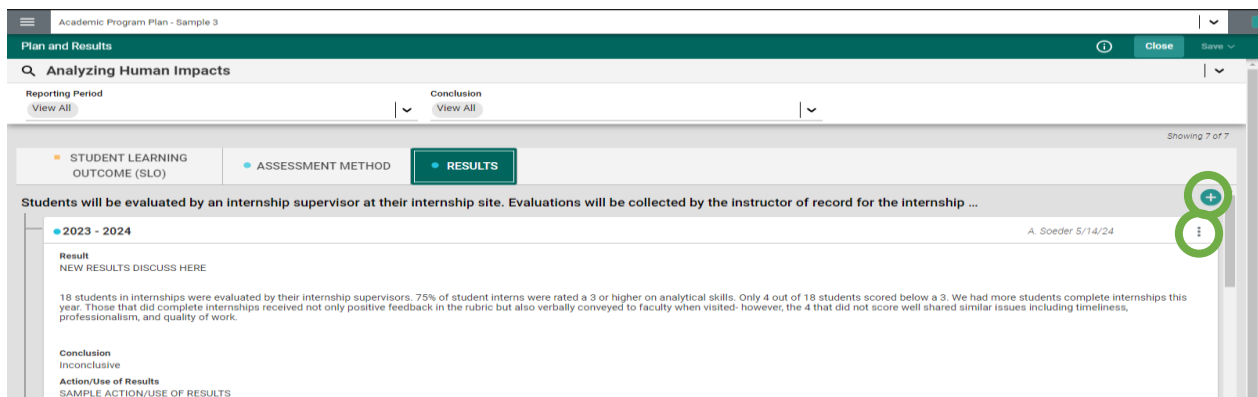 Academic Program Plan - Sample 3
Plan and Results
Close
Save
Analyzing Human Impacts
Reporting Period
Conclusion
View All
View All
Showing 7 of 7
STUDENT LEARNING
OUTCOME (SLO)
ASSESSMENT METHOD
RESULTS
Students will be evaluated by an internship supervisor at their internship site. Evaluations will be collected by the instructor of record for the internship ...
2023 - 2024
A. Soeder 5/14/24
Result
NEW RESULTS DISCUSS HERE
18 students in internships were evaluated by their internship supervisors. 75% of student interns were rated a 3 or higher on analytical skills. Only 4 out of 18 students scored below a 3. We had more students complete internships this
year. Those that did complete internships received not only positive feedback in the rubric but also verbally conveyed to faculty when visited- however, the 4 that did not score well shared similar issues including timeliness,
professionalism, and quality of work.
Conclusion
Inconclusive
Action/Use of Results
SAMPLE ACTION/USE OF RESULTS